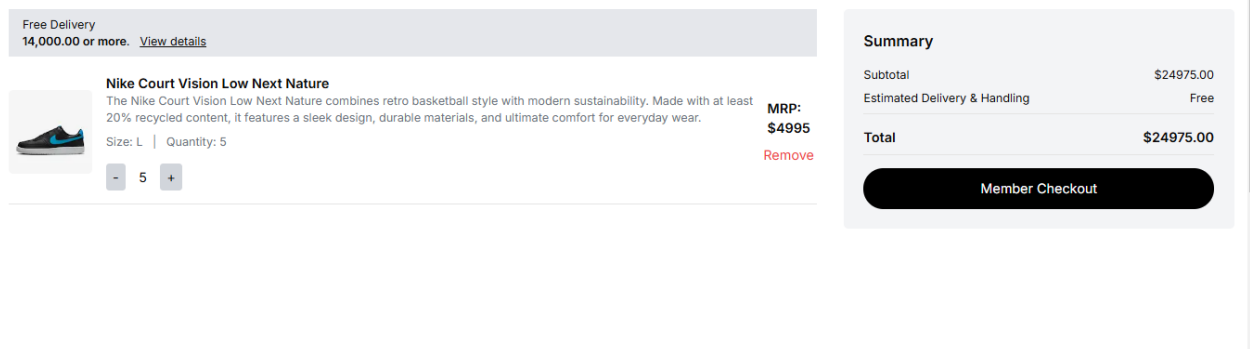 Free Delivery
14,000.00 or more. View details
Nike Court Vision Low Next Nature
The Nike Court Vision Low Next Nature combines retro basketball style with modern sustainability. Made with at least
20% recycled content, it features a sleek design, durable materials, and ultimate comfort for everyday wear.
Size: L | Quantity: 5
- 5 +
MRP:
$4995
Remove
Summary
Subtotal $24975.00
Estimated Delivery & Handling Free
Total $24975.00
Member Checkout